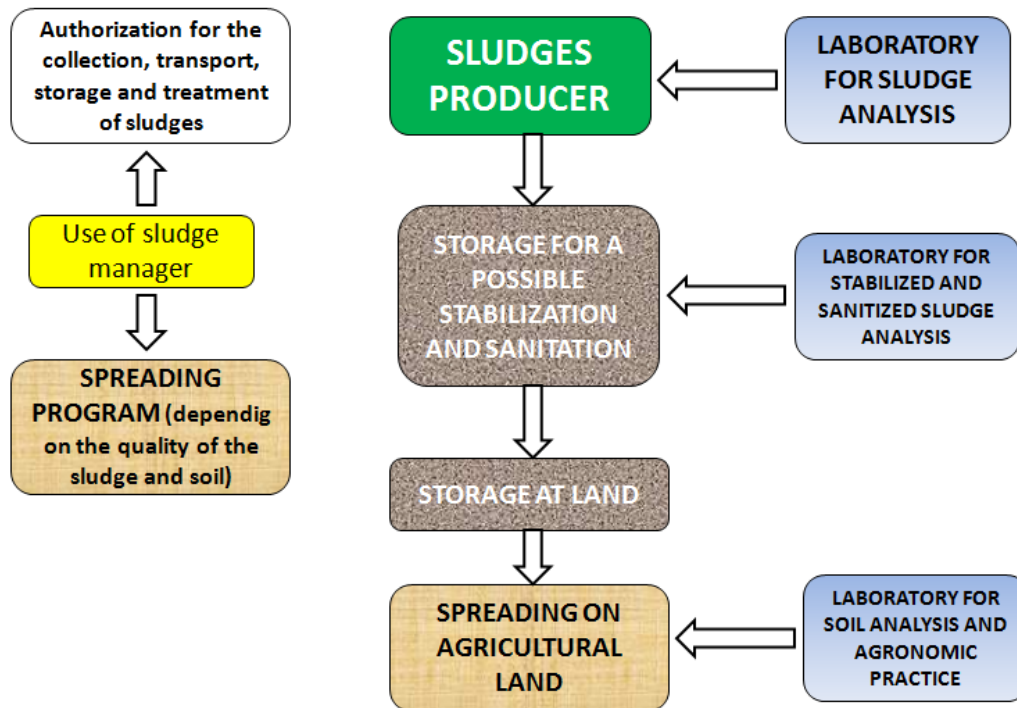 Authorization for the
collection, transport,
storage and treatment
of sludges
Use of sludge
manager
SPREADING
PROGRAM (dependig
on the quality of the
sludge and soil)
SLUDGES
PRODUCER
STORAGE FOR A
POSSIBLE
STABILIZATION
AND SANITATION
STORAGE AT LAND
SPREADING ON
AGRICULTURAL
LAND
LABORATORY
FOR SLUDGE
ANALYSIS
LABORATORY FOR
STABILIZED AND
SANITIZED SLUDGE
ANALYSIS
LABORATORY FOR
SOIL ANALYSIS AND
AGRONOMIC
PRACTICE